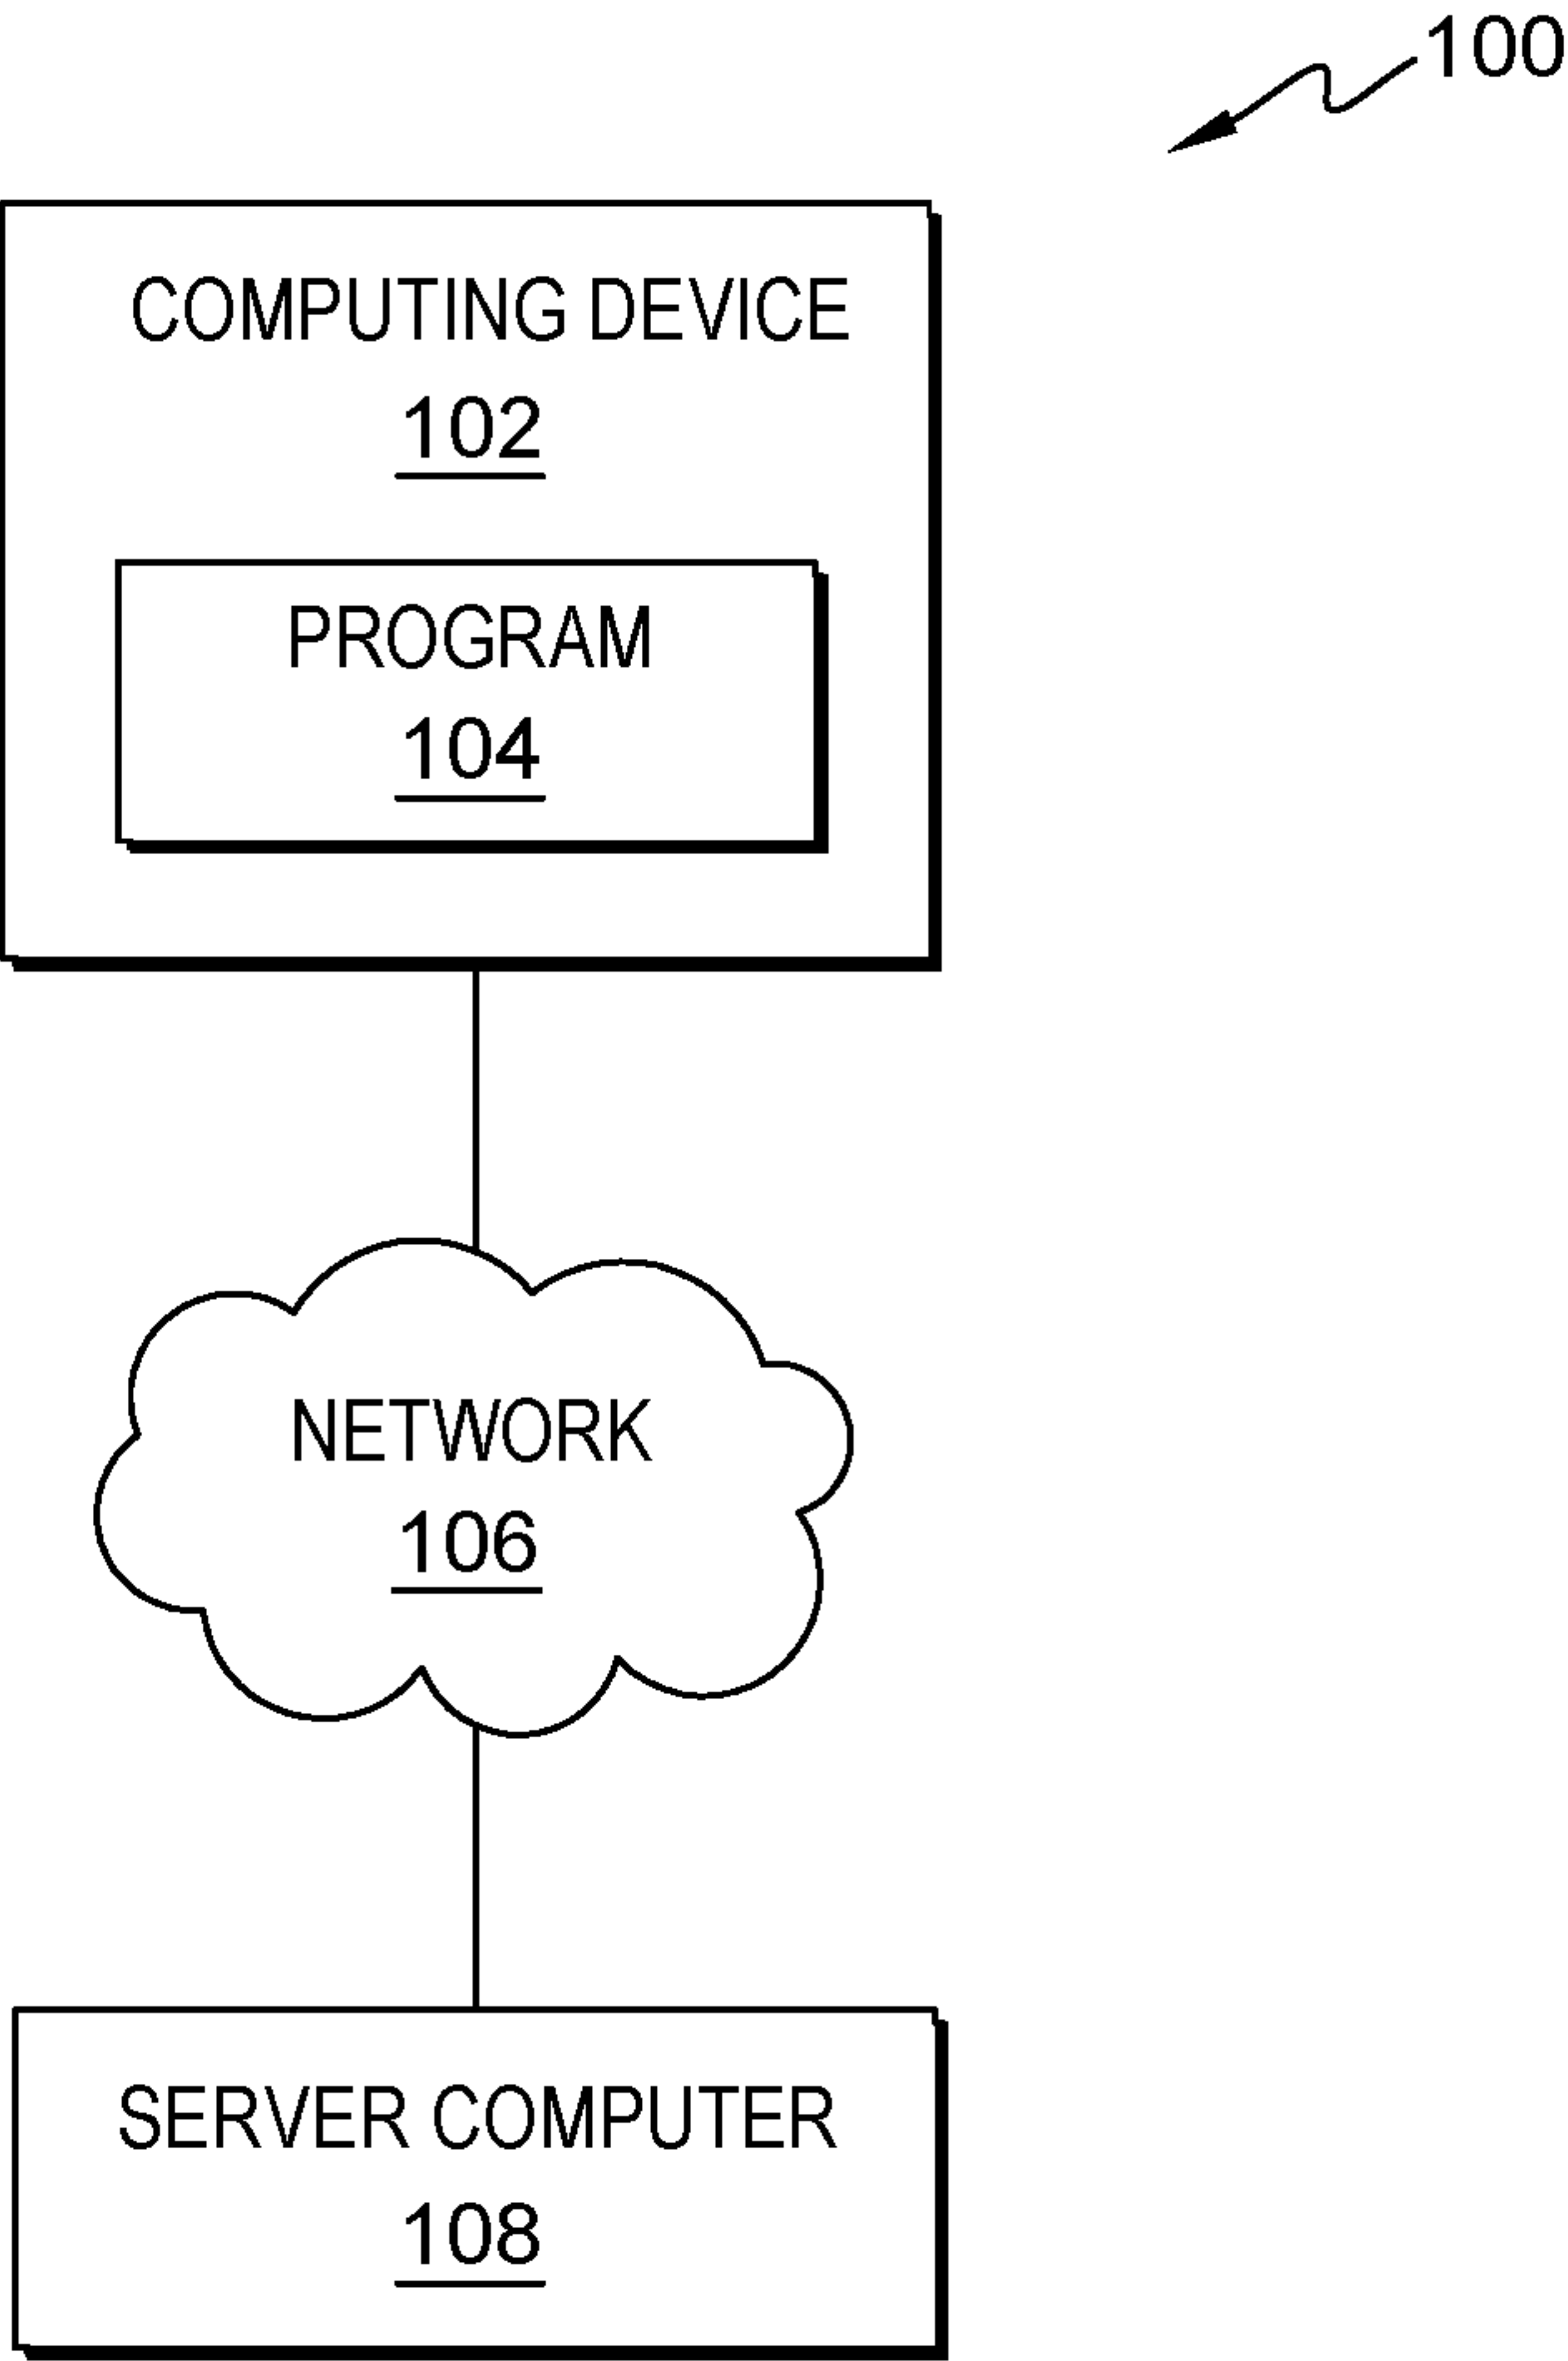 100
COMPUTING DEVICE
102
PROGRAM
104
NETWORK
106
SERVER COMPUTER
108